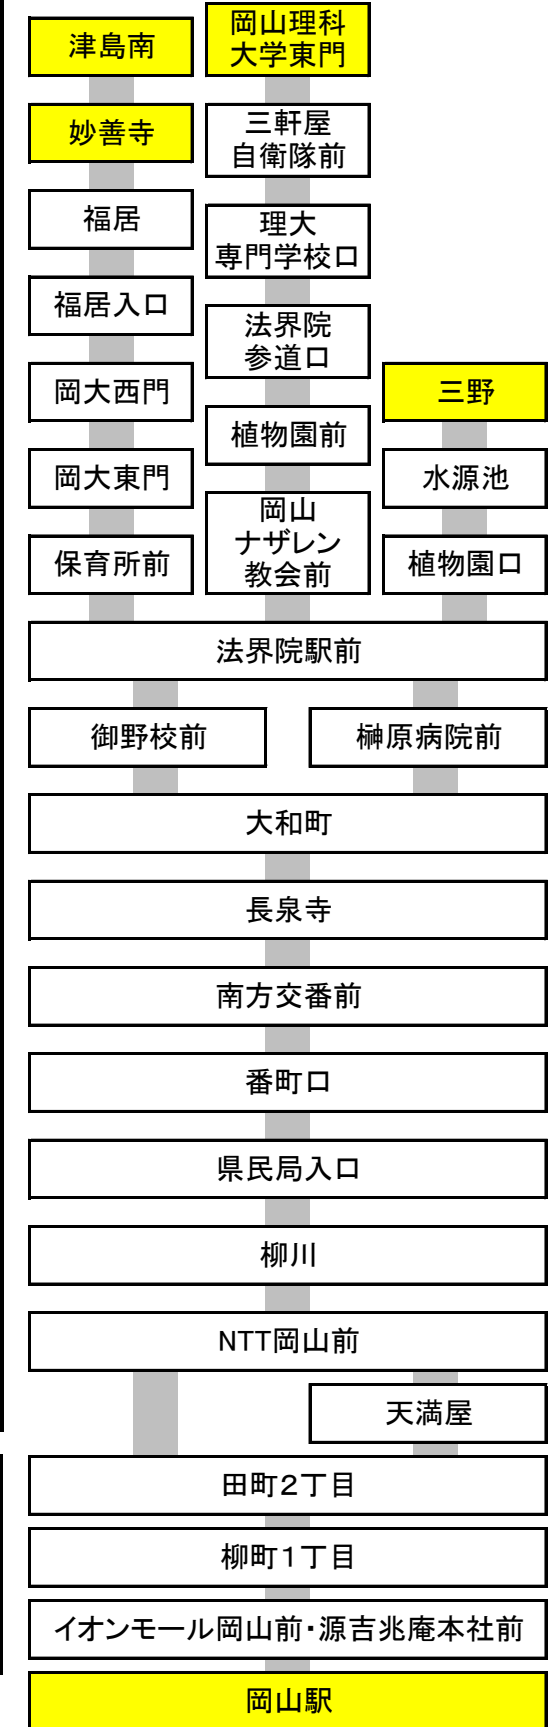 津島南
妙善寺
福居
福居入口
岡大西門
岡大東門
保育所前
岡山理科
大学東門
三軒屋
自衛隊前
理大
専門学校口
法界院
参道口
植物園前
岡山
ナザレン
教会前
三野
水源池
植物園口
法界院駅前
御野校前
榊原病院前
大和町
長泉寺
南方交番前
番町口
県民局入口
柳川
NTT岡山前
天満屋
田町2丁目
柳町1丁目
イオンモール岡山前・源吉兆庵本社前
岡山駅